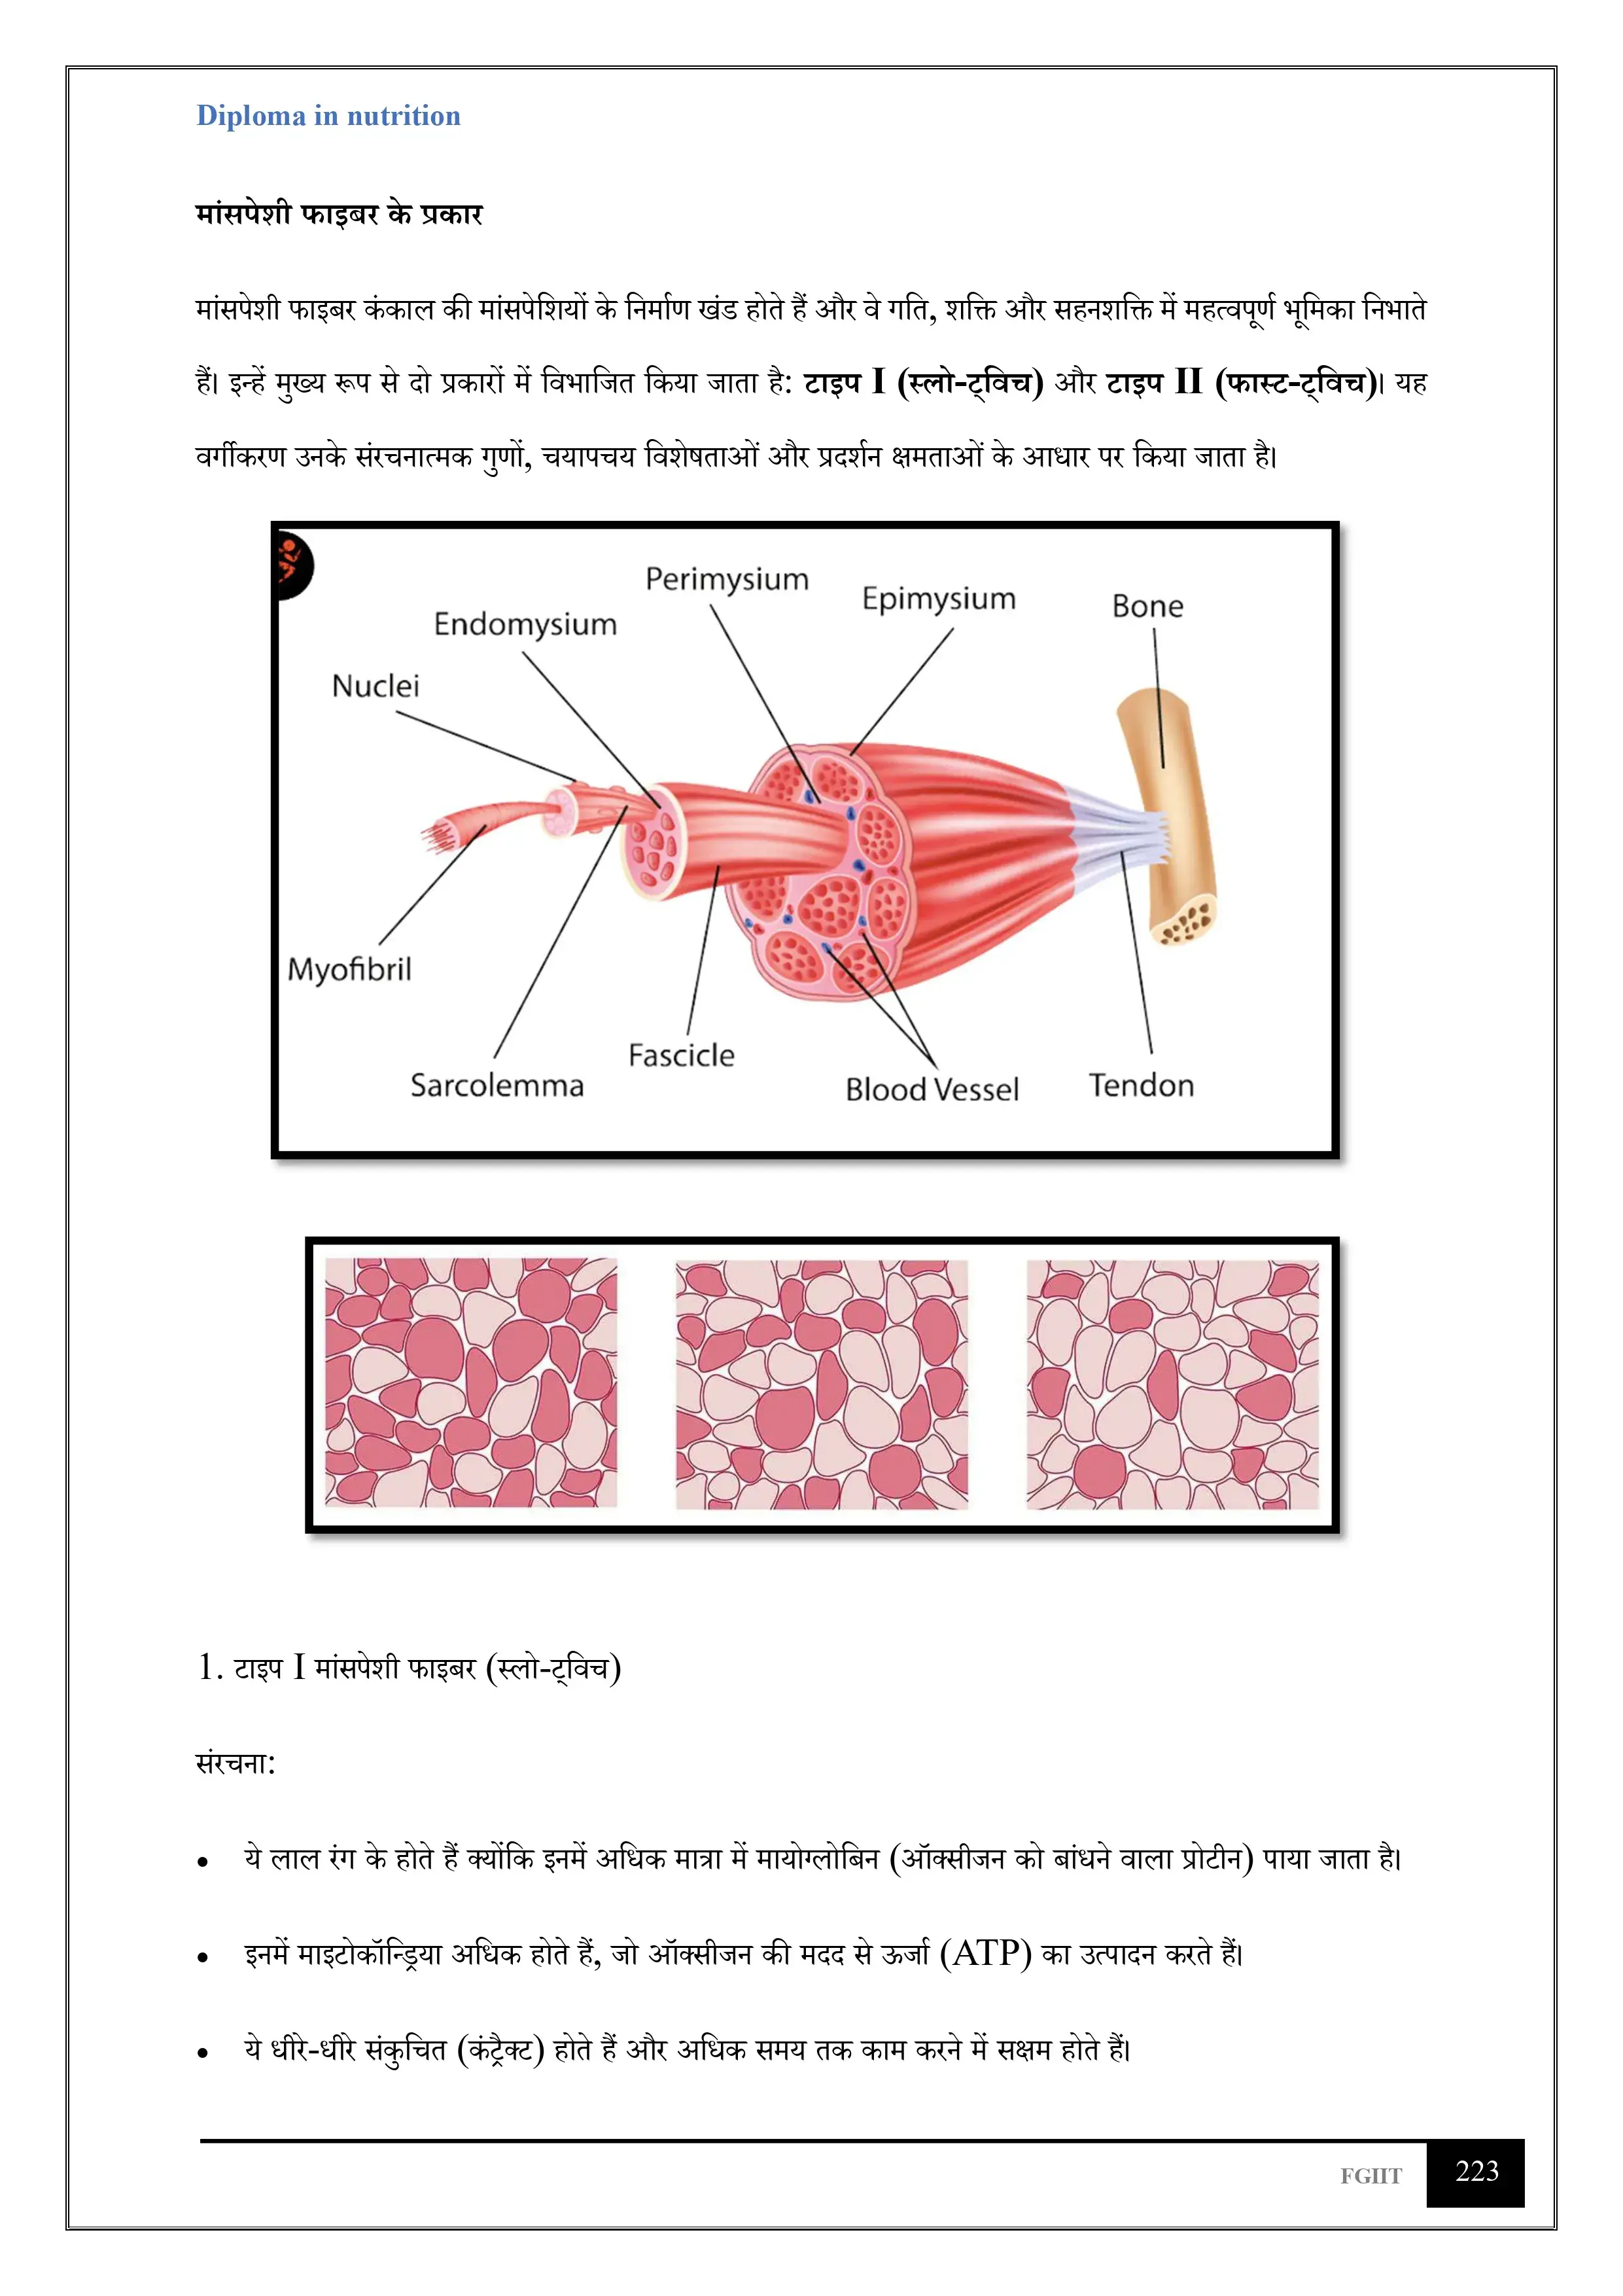 Diploma in nutrition
मांसपेशी फाइबर के प्रकार
मांसपेशी फाइबर कंकाल की मांसपेशियों के निर्माण खंड होते हैं और वे गति, शक्ति और सहनशक्ति में महत्वपूर्ण भूमिका निभाते
हैं। इन्हें मुख्य रूप से दो प्रकारों में विभाजित किया जाता है: टाइप I (स्लो-ट्विच) और टाइप II (फास्ट-ट्विच)। यह
वर्गीकरण उनके संरचनात्मक गुणों, चयापचय विशेषताओं और प्रदर्शन क्षमताओं के आधार पर किया जाता है।
Perimysium
Epimysium
Bone
Endomysium
Nuclei
Myofibril
Fascicle
Sarcolemma
Blood Vessel
Tendon
1. टाइप I मांसपेशी फाइबर (स्लो-ट्विच)
संरचना:
• ये लाल रंग के होते हैं क्योंकि इनमें अधिक मात्रा में मायोग्लोबिन (ऑक्सीजन को बांधने वाला प्रोटीन) पाया जाता है।
• इनमें माइटोकॉन्ड्रिया अधिक होते हैं, जो ऑक्सीजन की मदद से ऊर्जा (ATP) का उत्पादन करते हैं।
• ये धीरे-धीरे संकुचित (कंट्रैक्ट) होते हैं और अधिक समय तक काम करने में सक्षम होते हैं।
FGIIT
223